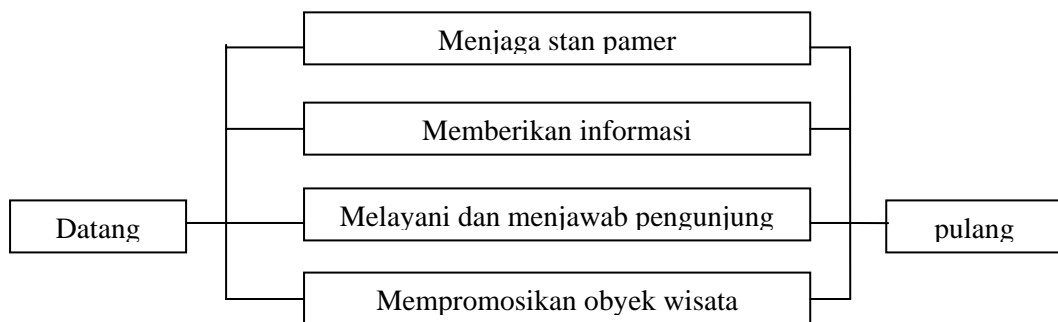 Menjaga stan pamer
Memberikan informasi
Datang
Melayani dan menjawab pengunjung
pulang
Mempromosikan obyek wisata